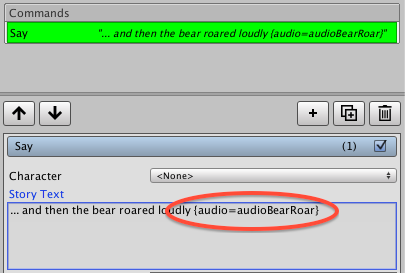 Commands
Say "... and then the bear roared loudly {audio=audioBearRoar}"
Say (1)
Character <None>
Story Text
... and then the bear roared loudly {audio=audioBearRoar}